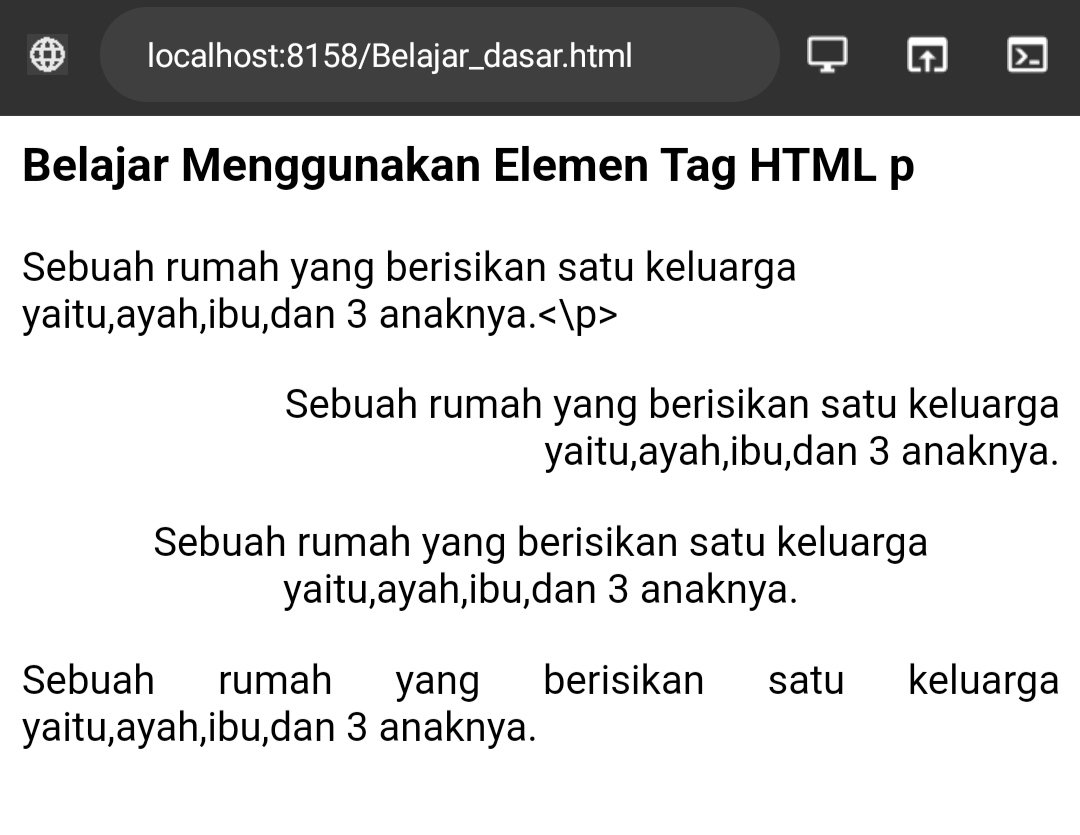 localhost:8158/Belajar_dasar.html
Belajar Menggunakan Elemen Tag HTML p
Sebuah rumah yang berisikan satu keluarga
yaitu,ayah,ibu,dan 3 anaknya.<\p>
Sebuah rumah yang berisikan satu keluarga
yaitu,ayah,ibu,dan 3 anaknya.
Sebuah rumah yang berisikan satu keluarga
yaitu,ayah,ibu,dan 3 anaknya.
Sebuah rumah yang berisikan satu keluarga
yaitu,ayah,ibu,dan 3 anaknya.